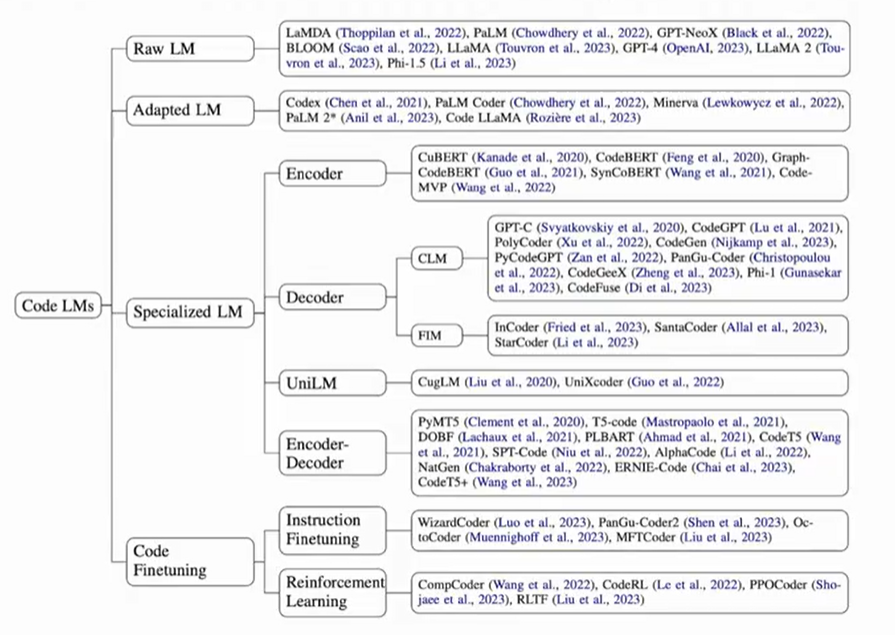 Raw LM
LaMDA (Thoppilan et al., 2022), PaLM (Chowdhery et al., 2022), GPT-NeoX (Black et al., 2022),
BLOOM (Scao et al., 2022), LLaMA (Touvron et al., 2023), GPT-4 (OpenAI, 2023), LLaMA 2 (Tou-
vron et al., 2023), Phi-1.5 (Li et al., 2023)
Adapted LM
Codex (Chen et al., 2021), PaLM Coder (Chowdhery et al., 2022), Minerva (Lewkowycz et al., 2022),
PaLM 2* (Anil et al., 2023), Code LLaMA (Rozière et al., 2023)
Encoder
CuBERT (Kanade et al., 2020), CodeBERT (Feng et al., 2020), Graph-
CodeBERT (Guo et al., 2021), SynCoBERT (Wang et al., 2021), Code-
MVP (Wang et al., 2022)
Code LMs
Specialized LM
Decoder
CLM
GPT-C (Svyatkovskiy et al., 2020), CodeGPT (Lu et al., 2021),
PolyCoder (Xu et al., 2022), CodeGen (Nijkamp et al., 2023),
PyCodeGPT (Zan et al., 2022), PanGu-Coder (Christopoulou
et al., 2022), CodeGeeX (Zheng et al., 2023), Phi-1 (Gunasekar
et al., 2023), CodeFuse (Di et al., 2023)
FIM
InCoder (Fried et al., 2023), SantaCoder (Allal et al., 2023),
StarCoder (Li et al., 2023)
UniLM
CugLM (Liu et al., 2020), UniXcoder (Guo et al., 2022)
Encoder-
Decoder
PyMT5 (Clement et al., 2020), T5-code (Mastropaolo et al., 2021),
DOBF (Lachaux et al., 2021), PLBART (Ahmad et al., 2021), CodeT5 (Wang
et al., 2021), SPT-Code (Niu et al., 2022), AlphaCode (Li et al., 2022),
NatGen (Chakraborty et al., 2022), ERNIE-Code (Chai et al., 2023),
CodeT5+ (Wang et al., 2023)
Code
Finetuning
Instruction
Finetuning
WizardCoder (Luo et al., 2023), PanGu-Coder2 (Shen et al., 2023), Oc-
toCoder (Muennighoff et al., 2023), MFTCoder (Liu et al., 2023)
Reinforcement
Learning
CompCoder (Wang et al., 2022), CodeRL (Le et al., 2022), PPOCoder (Sho-
jaee et al., 2023), RLTF (Liu et al., 2023)